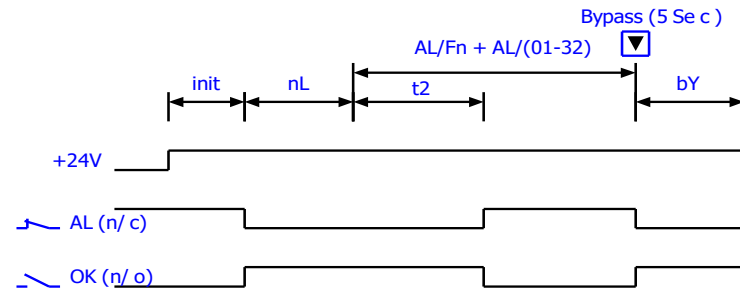 Bypass (5 Se c )
AL/Fn + AL/(01-32)
init
nL
t2
bY
+24V
AL (n/ c)
OK (n/ o)